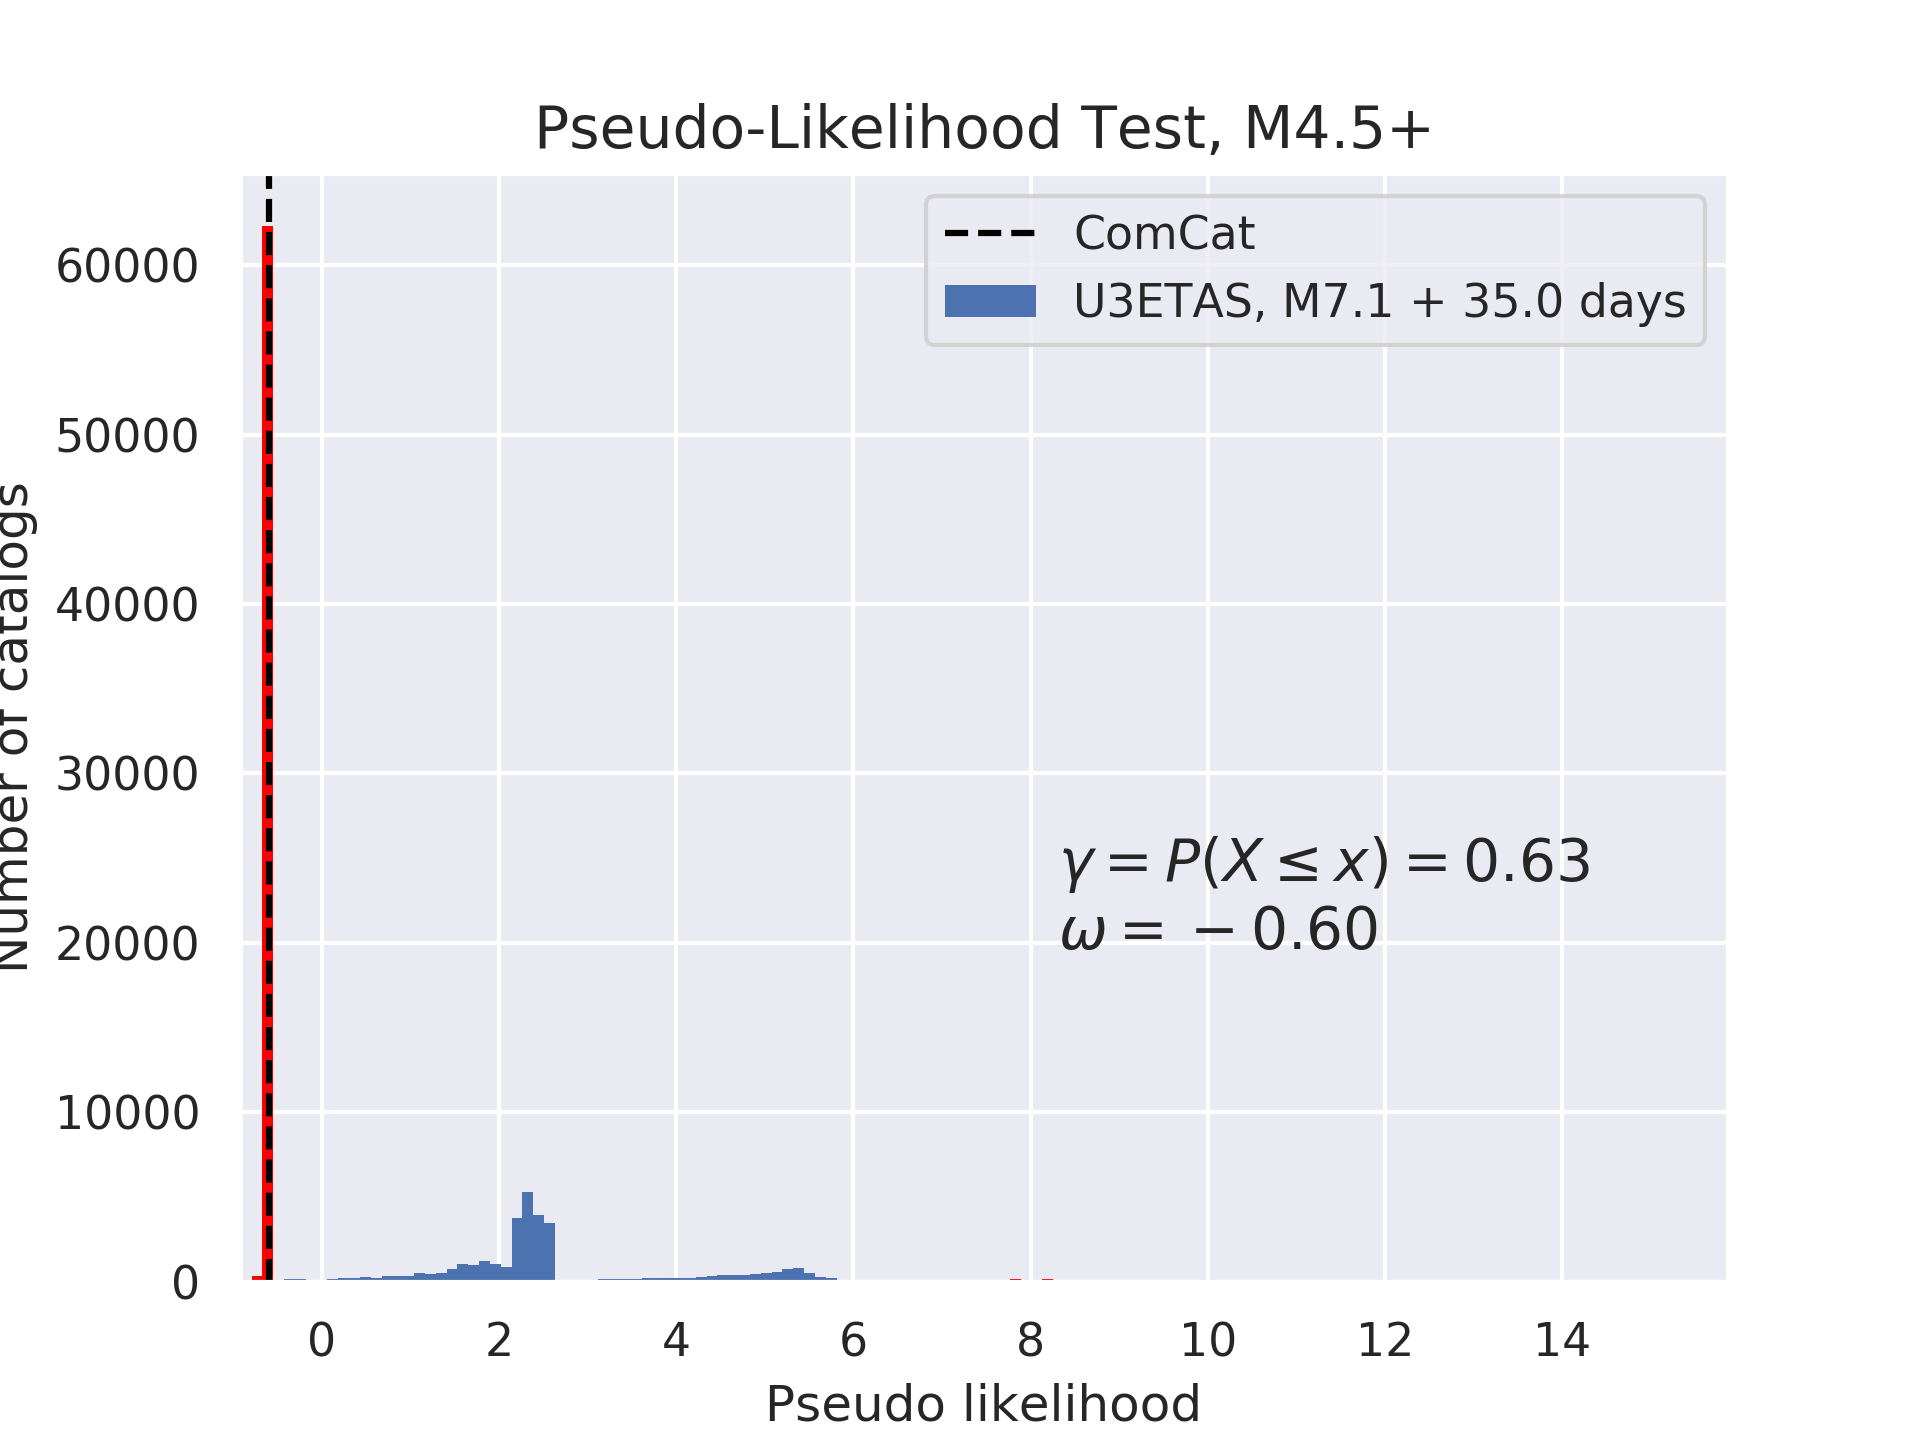 Pseudo-Likelihood Test, M4.5+
ComCat
U3ETAS, M7.1 + 35.0 days
60000
50000
40000
30000
20000
10000
0
Number of catalogs
γ = P(X ≤ x) = 0.63
ω = − 0.60
0 2 4 6 8 10 12 14
Pseudo likelihood